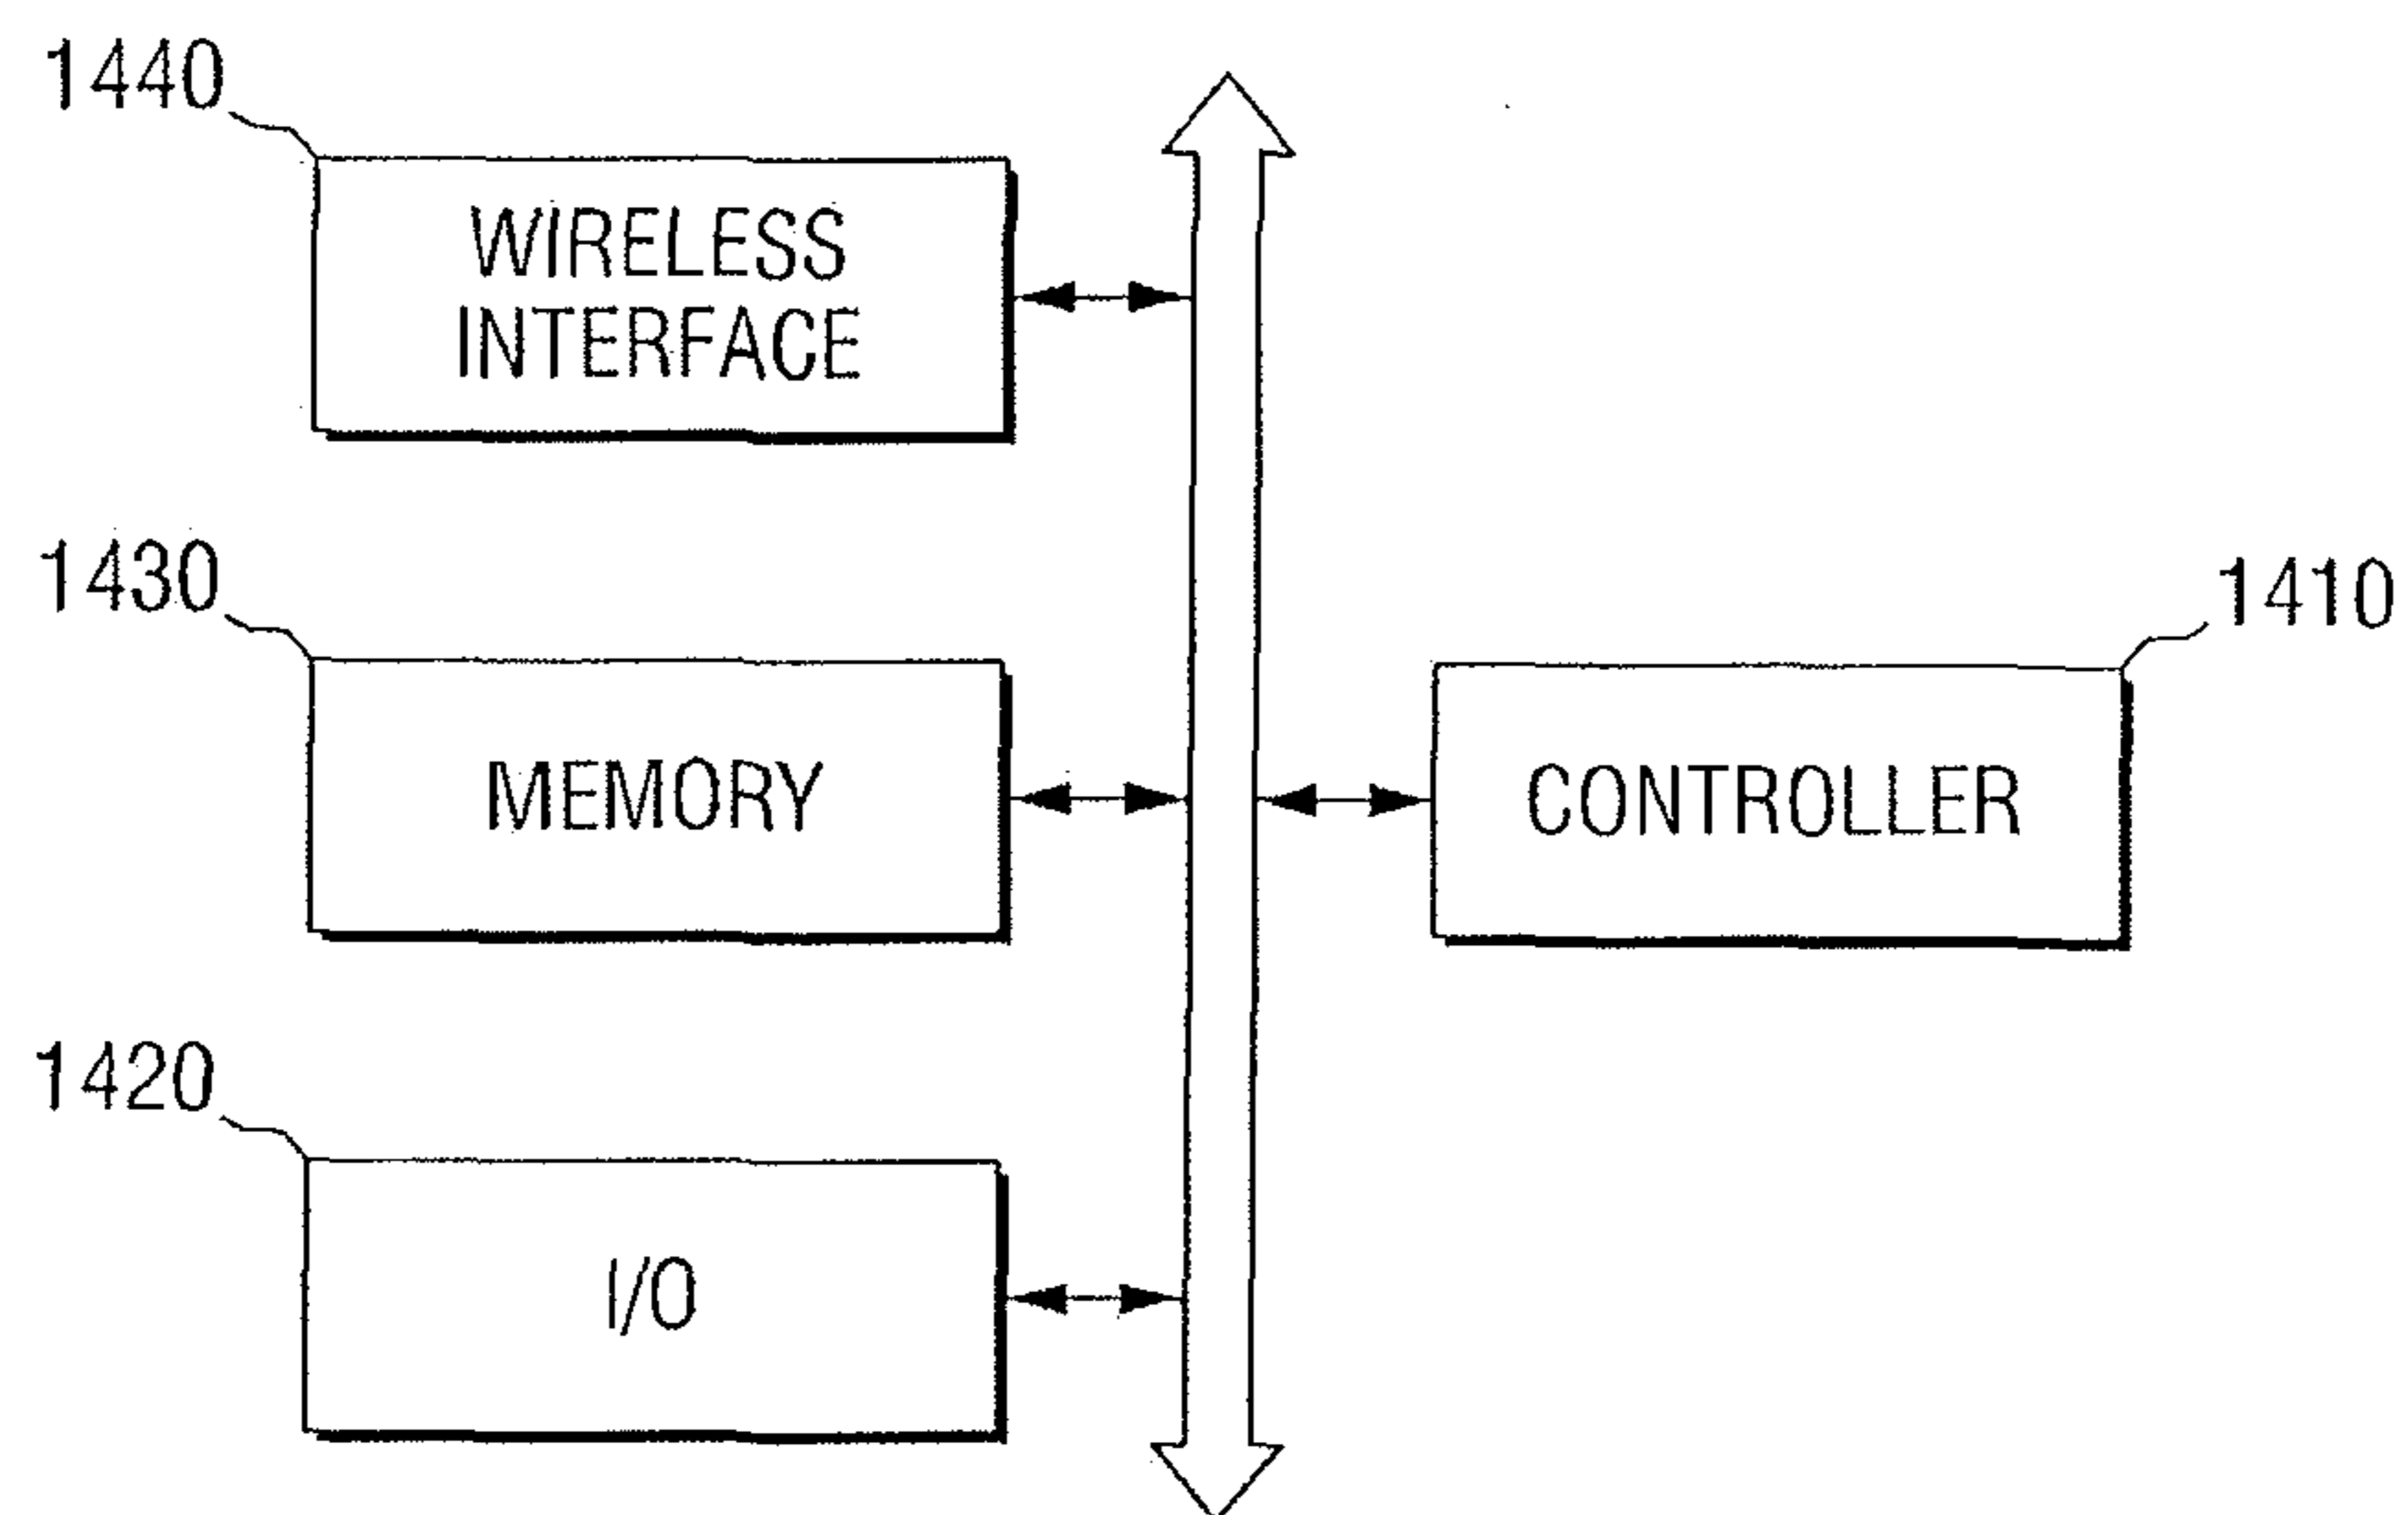 1440
WIRELESS
INTERFACE
1430
MEMORY
1410
CONTROLLER
1420
I/O